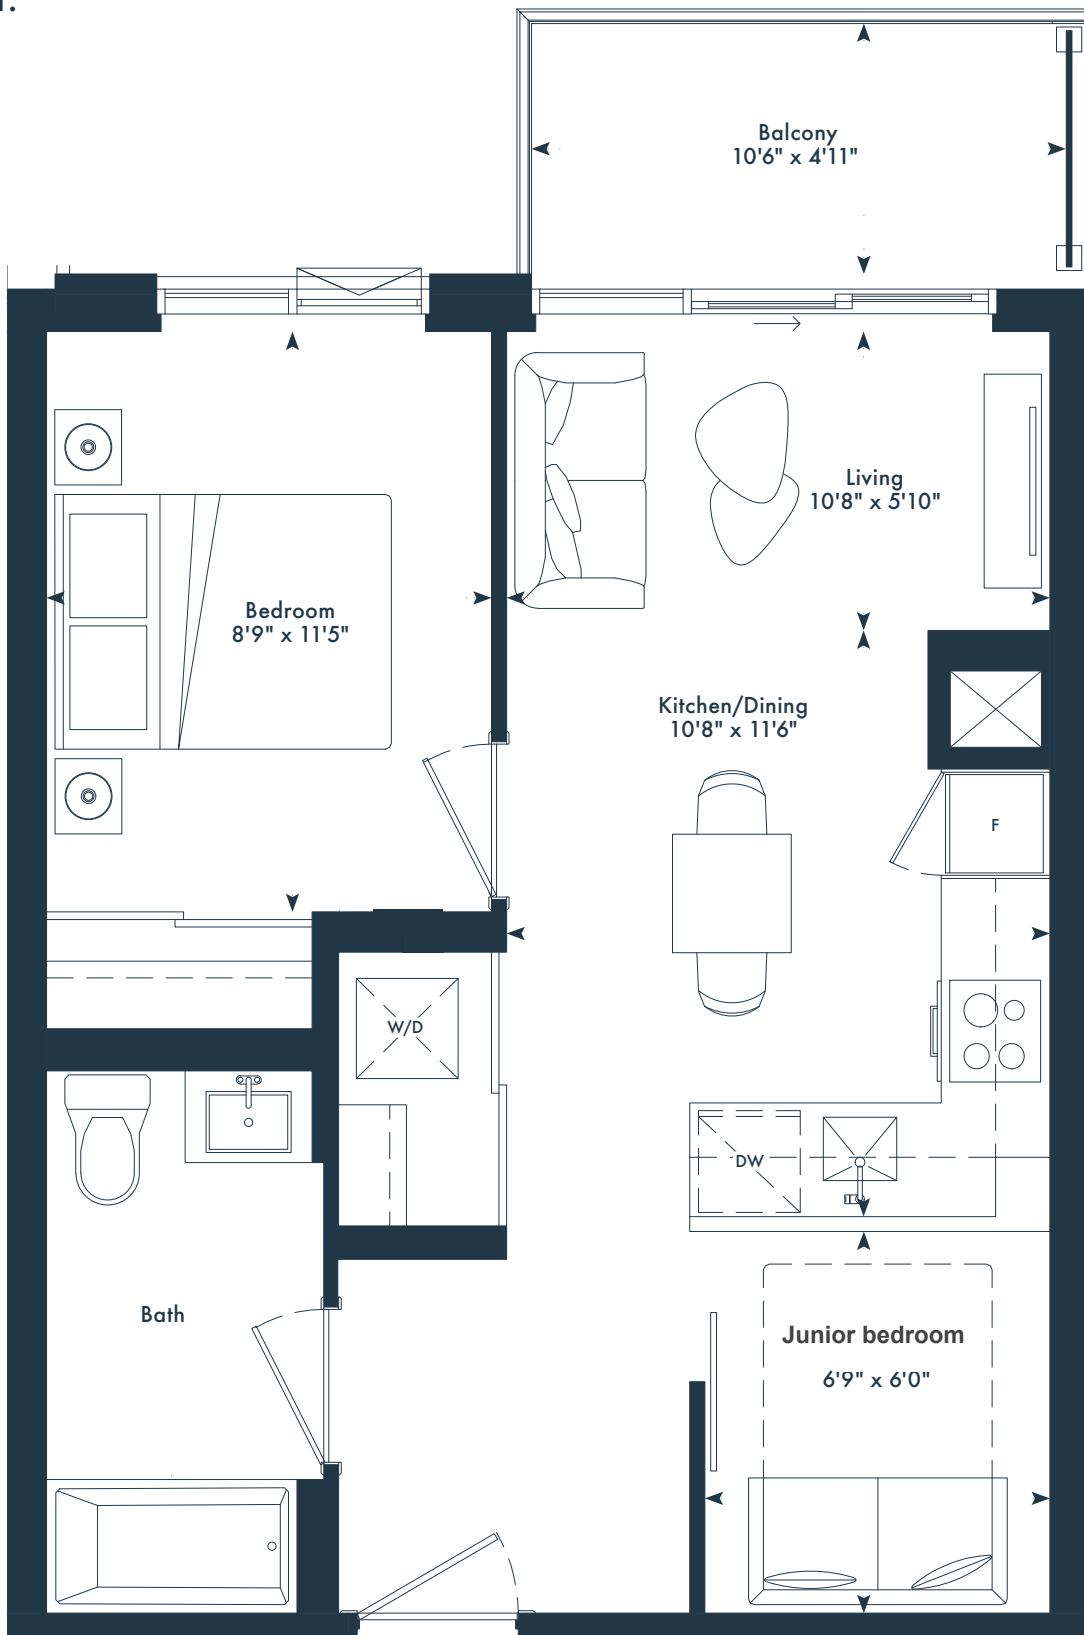 Balcony
10'6" x 4'11"
Living
10'8" x 5'10"
Bedroom
8'9" x 11'5"
Kitchen/Dining
10'8" x 11'6"
F
W/D
DW
Bath
Junior bedroom
6'9" x 6'0"